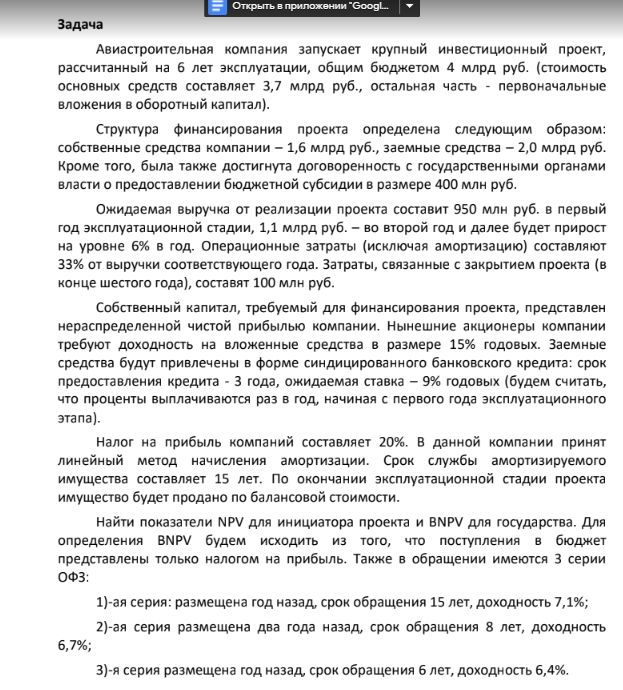 Открыть в приложении "Googl...
Задача
Авиастроительная компания запускает крупный инвестиционный проект,
рассчитанный на 6 лет эксплуатации, общим бюджетом 4 млрд руб. (стоимость
основных средств составляет 3,7 млрд руб., остальная часть - первоначальные
вложения в оборотный капитал).
Структура финансирования проекта определена следующим образом:
собственные средства компании – 1,6 млрд руб., заемные средства – 2,0 млрд руб.
Кроме того, была также достигнута договоренность с государственными органами
власти о предоставлении бюджетной субсидии в размере 400 млн руб.
Ожидаемая выручка от реализации проекта составит 950 млн руб. в первый
год эксплуатационной стадии, 1,1 млрд руб. – во второй год и далее будет прирост
на уровне 6% в год. Операционные затраты (исключая амортизацию) составляют
33% от выручки соответствующего года. Затраты, связанные с закрытием проекта (в
конце шестого года), составят 100 млн руб.
Собственный капитал, требуемый для финансирования проекта, представлен
нераспределенной чистой прибылью компании. Нынешние акционеры компании
требуют доходность на вложенные средства в размере 15% годовых. Заемные
средства будут привлечены в форме синдицированного банковского кредита: срок
предоставления кредита - 3 года, ожидаемая ставка – 9% годовых (будем считать,
что проценты выплачиваются раз в год, начиная с первого года эксплуатационного
этапа).
Налог на прибыль компаний составляет 20%. В данной компании принят
линейный метод начисления амортизации. Срок службы амортизируемого
имущества составляет 15 лет. По окончании эксплуатационной стадии проекта
имущество будет продано по балансовой стоимости.
Найти показатели NPV для инициатора проекта и BNPV для государства. Для
определения BNPV будем исходить из того, что поступления в бюджет
представлены только налогом на прибыль. Также в обращении имеются 3 серии
ОФЗ:
1)-ая серия: размещена год назад, срок обращения 15 лет, доходность 7,1%;
2)-ая серия размещена два года назад, срок обращения 8 лет, доходность
6,7%;
3)-я серия размещена год назад, срок обращения 6 лет, доходность 6,4%.